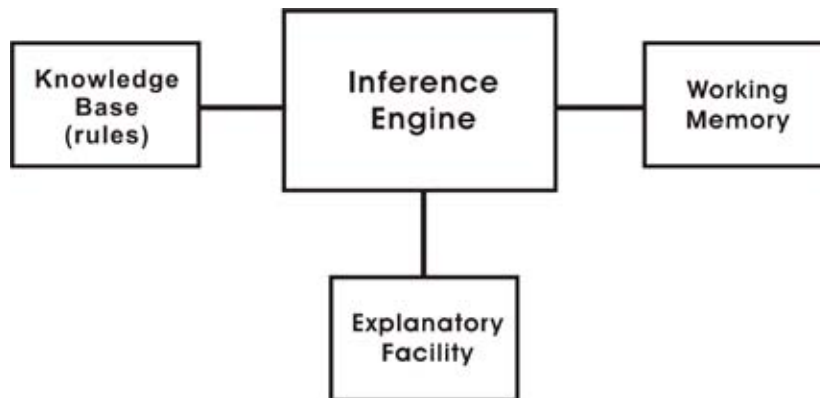 Knowledge
Base
(rules)
Inference
Engine
Working
Memory
Explanatory
Facility